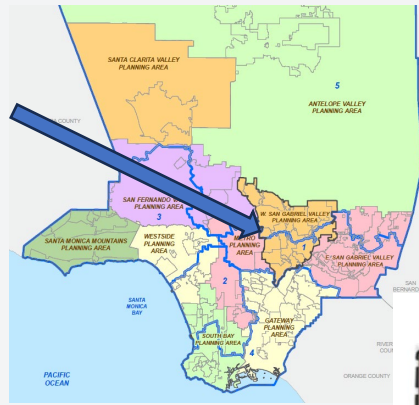 SANTA CLARITA VALLEY
PLANNING AREA
5
ANTELOPE VALLEY
PLANNING AREA
COUNTY
SAN FERNANDO
PLANNING AREA
3
W. SAN GABRIEL VALLEY
PLANNING AREA
1
SANTA MONICA MOUNTAINS
PLANNING AREA
WESTSIDE
PLANNING
AREA
PLANNING
AREA
E. SAN GABRIEL VALLEY
PLANNING AREA
SAN
BERNARD
SANTA
MONICA
BAY
2
GATEWAY
PLANNING
AREA
SOUTH BAY
PLANNING AREA
4
RIVER
COU
ORANGE COUNTY
PACIFIC
OCEAN